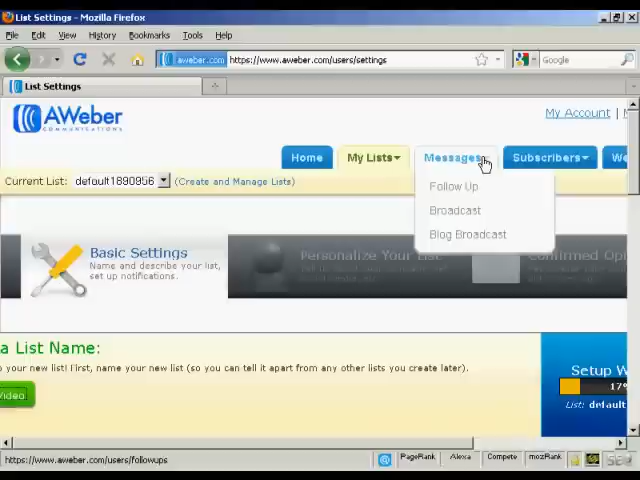 List Settings - Mozilla Firefox
File Edit View History Bookmarks Tools Help
aweber.com https://www.aweber.com/users/settings
Google
List Settings
AWeber
COMMUNICATIONS
My Account |
Home My Lists Messages Subscribers We
Current List: default1890956 (Create and Manage Lists)
Follow Up
Broadcast
Blog Broadcast
Basic Settings
Name and describe your list,
set up notifications.
Personalize Your List
Confirmed Opt
a List Name:
o your new list! First, name your new list (so you can tell it apart from any other lists you create later).
Video
Setup W
17%
List: default
https://www.aweber.com/users/followups
PageRank Alexa Compete mozRank